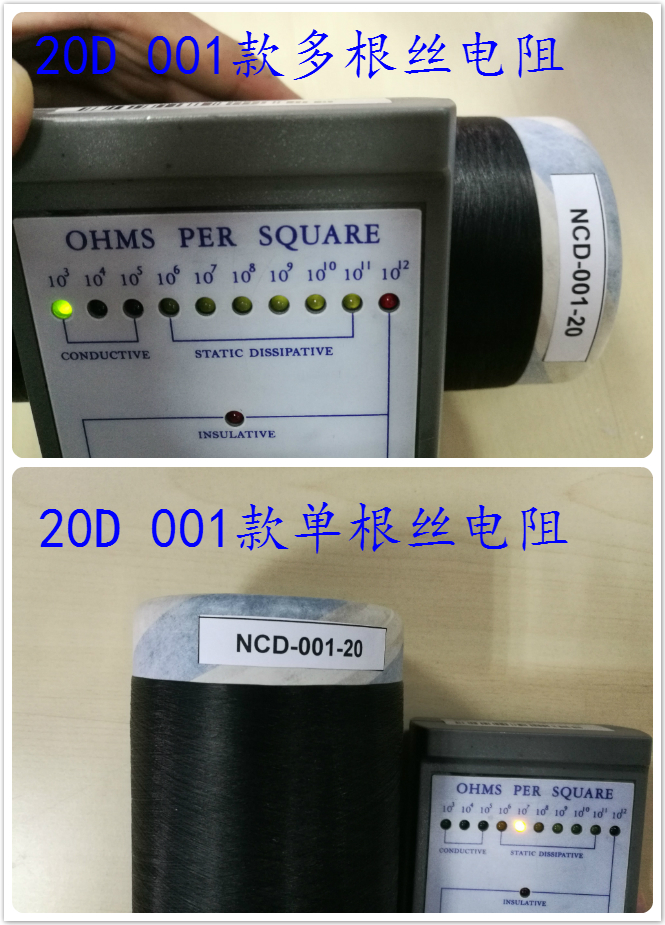 20D 001款多根丝电阻
OHMS PER SQUARE
10³ 10⁴ 10⁵ 10⁶ 10⁷ 10⁸ 10⁹ 10¹⁰ 10¹¹ 10¹²
CONDUCTIVE
STATIC DISSIPATIVE
INSULATIVE
NCD-001-20
20D 001款单根丝电阻
NCD-001-20
OHMS PER SQUARE
10³ 10⁴ 10⁵ 10⁶ 10⁷ 10⁸ 10⁹ 10¹⁰ 10¹¹ 10¹²
CONDUCTIVE
STATIC DISSIPATIVE
INSULATIVE